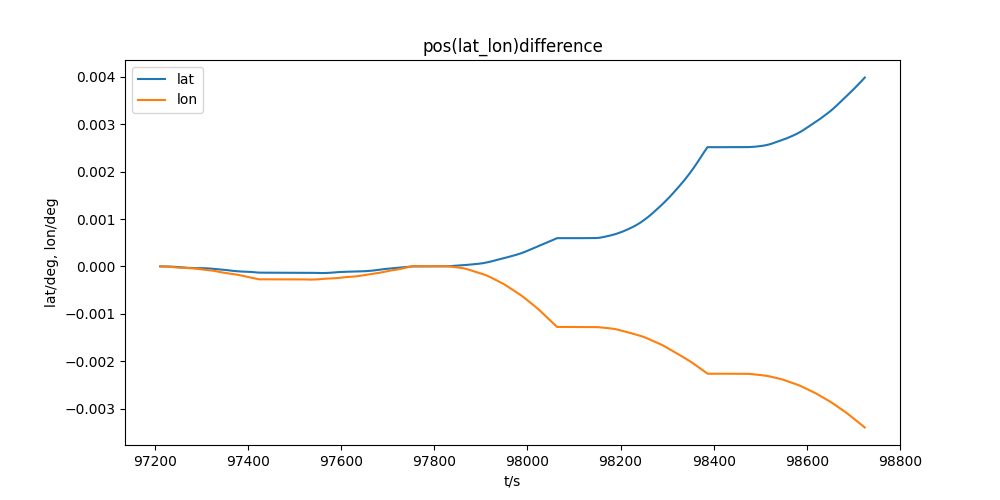 pos(lat_lon)difference
lat
lon
0.004
0.003
0.002
0.001
0.000
−0.001
−0.002
−0.003
lat/deg, lon/deg
97200 97400 97600 97800 98000 98200 98400 98600 98800
t/s